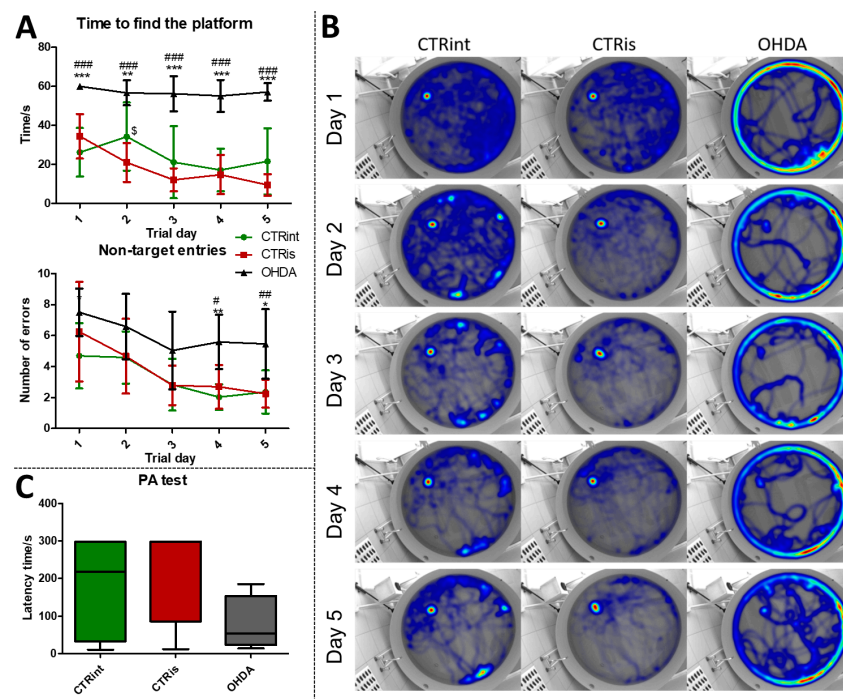 A
Time to find the platform
Time/s
80
60
40
20
0
###
***
###
**
###
***
###
***
###
***
$
1
2
3
4
5
Trial day
CTRint
CTRis
OHDA
Non-target entries
Number of errors
10
8
6
4
2
0
#
**
##
*
1
2
3
4
5
Trial day
C
PA test
Latency time/s
400
300
200
100
0
CTRint
CTRis
OHDA
B
CTRint
CTRis
OHDA
Day 1
Day 2
Day 3
Day 4
Day 5